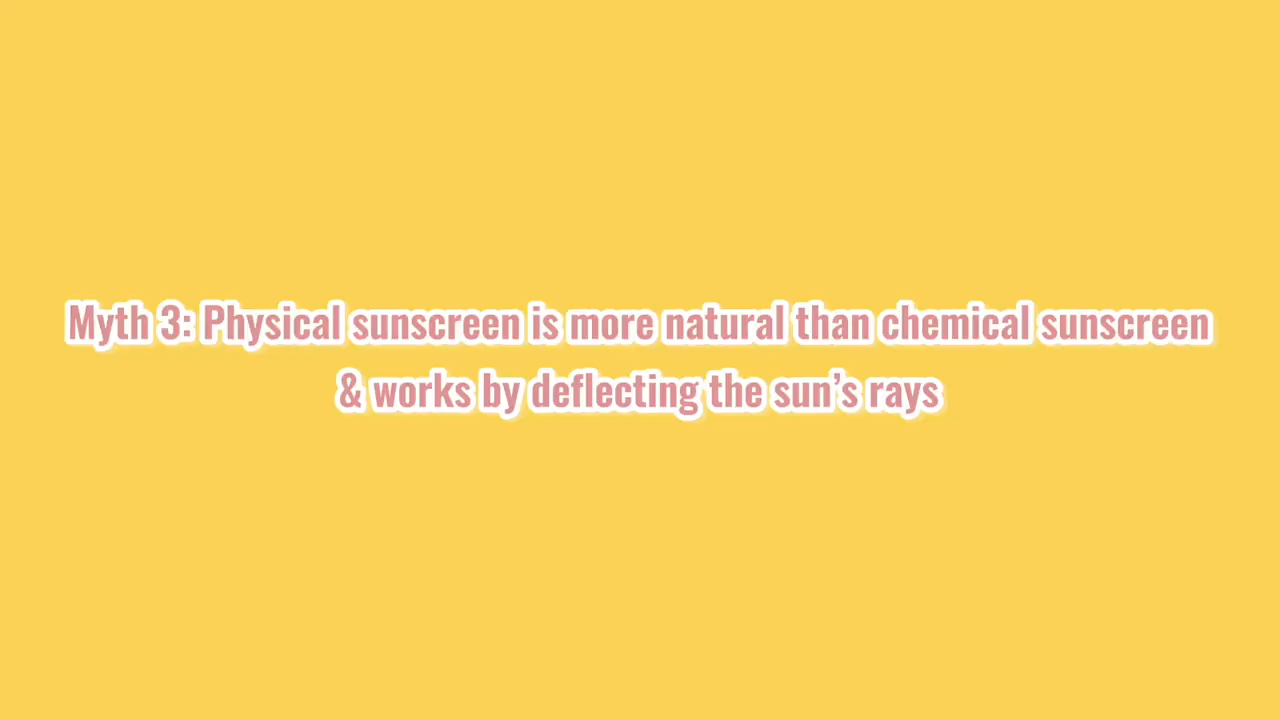 Myth 3: Physical sunscreen is more natural than chemical sunscreen
& works by deflecting the sun’s rays